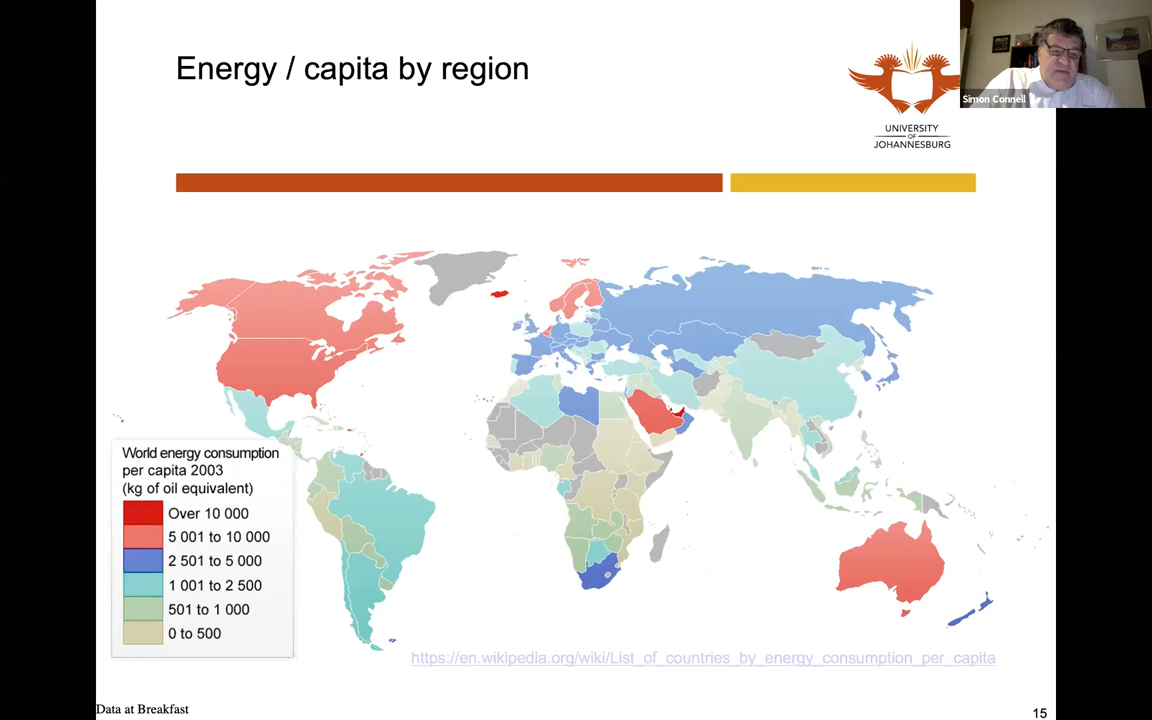 Energy / capita by region
Simon Connell
UNIVERSITY
OF
JOHANNESBURG
World energy consumption
per capita 2003
(kg of oil equivalent)
Over 10 000
5 001 to 10 000
2 501 to 5 000
1 001 to 2 500
501 to 1 000
0 to 500
https://en.wikipedia.org/wiki/List_of_countries_by_energy_consumption_per_capita
Data at Breakfast
15